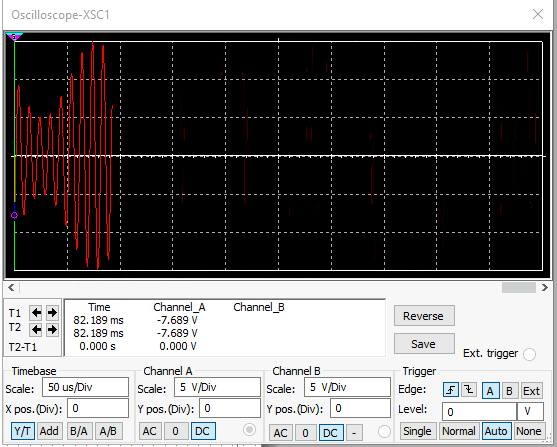 Oscilloscope-XSC1
T1
T2
T2-T1
Time Channel_A Channel_B
82.189 ms -7.689 V
82.189 ms -7.689 V
0.000 s 0.000 V
Reverse
Save
Ext. trigger
Timebase
Scale: 50 us/Div
X pos.(Div): 0
Y/T Add B/A A/B
Channel A
Scale: 5 V/Div
Y pos.(Div): 0
AC 0 DC
Channel B
Scale: 5 V/Div
Y pos.(Div): 0
AC 0 DC -
Trigger
Edge: A B Ext
Level: 0 V
Single Normal Auto None